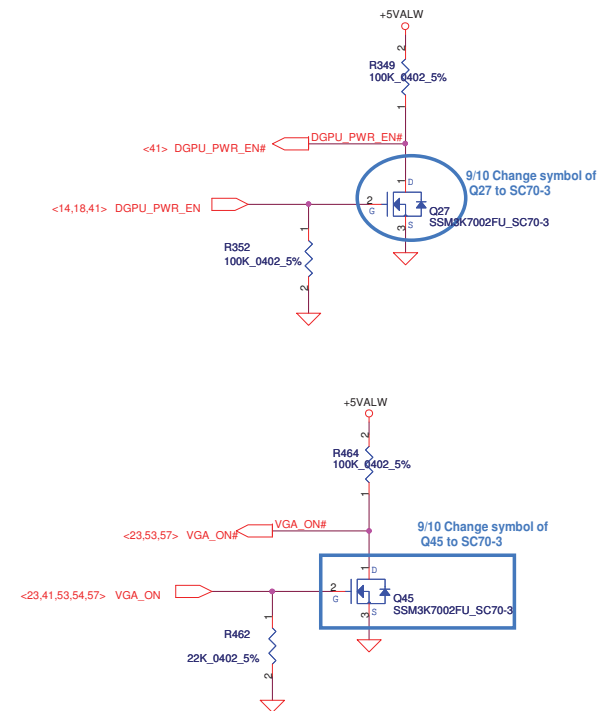 +5VALW
2
R349
100K_0402_5%
1
DGPU_PWR_EN#
<41> DGPU_PWR_EN#
1
D
9/10 Change symbol of
Q27 to SC70-3
<14,18,41> DGPU_PWR_EN
2
G
Q27
SSM3K7002FU_SC70-3
3
S
1
R352
100K_0402_5%
2
+5VALW
2
R464
100K_0402_5%
1
VGA_ON#
<23,53,57> VGA_ON#
9/10 Change symbol of
Q45 to SC70-3
1
D
<23,41,53,54,57> VGA_ON
2
G
Q45
SSM3K7002FU_SC70-3
3
S
1
R462
22K_0402_5%
2